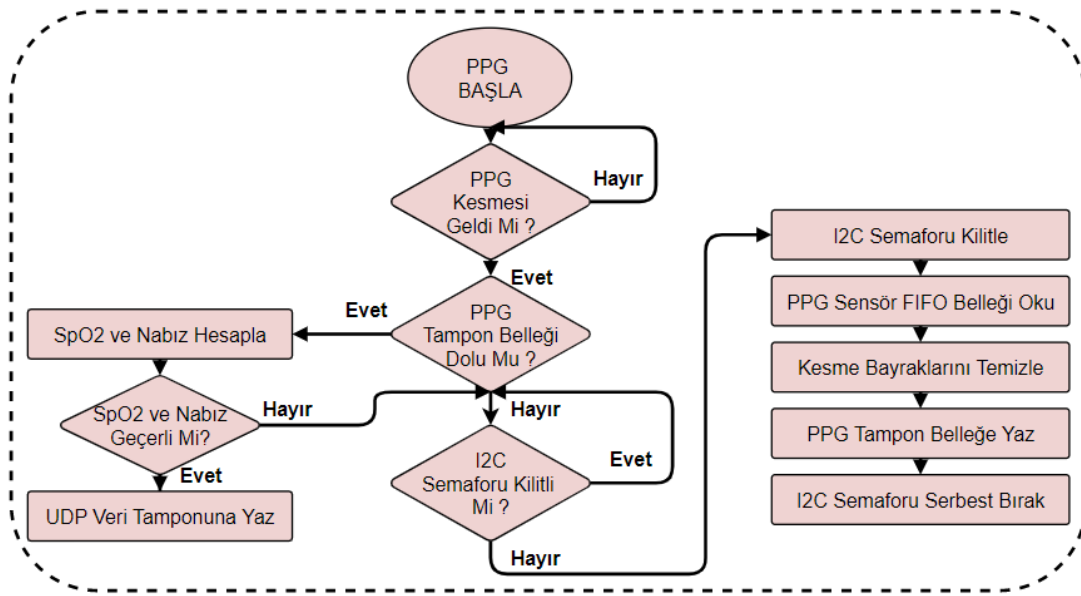 PPG
BAŞLA
PPG
Kesmesi
Geldi Mi ?
Hayır
Evet
PPG
Tampon Belleği
Dolu Mu ?
Evet
SpO2 ve Nabız Hesapla
SpO2 ve Nabız
Geçerli Mi?
Hayır
Evet
UDP Veri Tamponuna Yaz
Hayır
I2C
Semaforu Kilitli
Mi ?
Evet
Hayır
I2C Semaforu Kilitle
PPG Sensör FIFO Belleği Oku
Kesme Bayraklarını Temizle
PPG Tampon Belleğe Yaz
I2C Semaforu Serbest Bırak